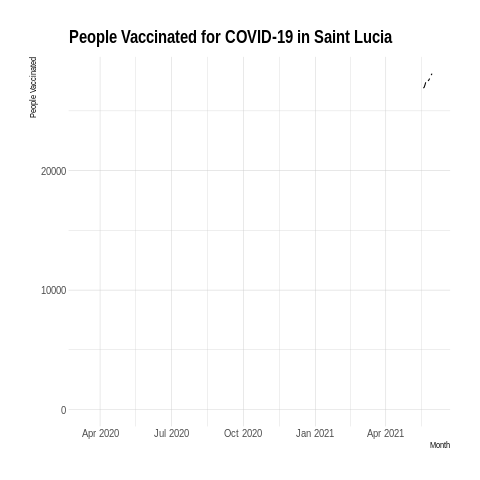 People Vaccinated for COVID-19 in Saint Lucia
People Vaccinated
20000
10000
0
Apr 2020 Jul 2020 Oct 2020 Jan 2021 Apr 2021
Month